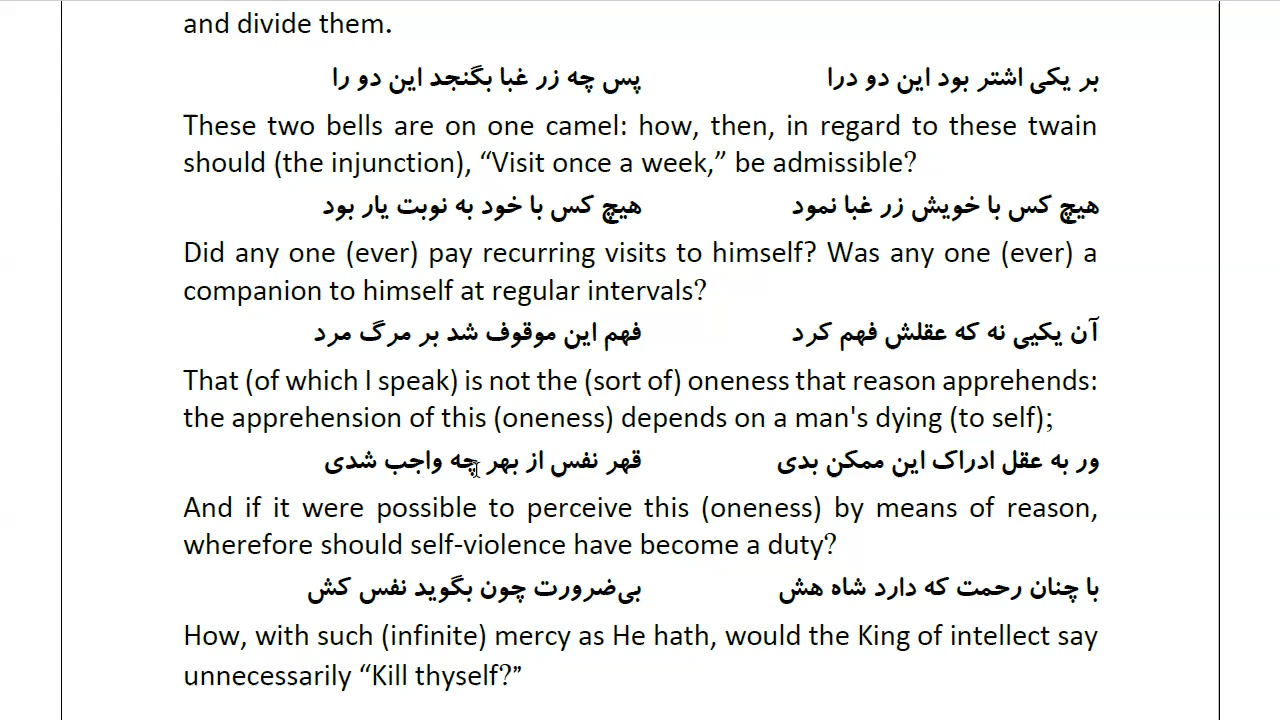 and divide them.
بر یکی اشتر بود این دو درا پس چه زر غبا بگنجد این دو را
These two bells are on one camel: how, then, in regard to these twain
should (the injunction), “Visit once a week,” be admissible?
هیچ کس با خویش زر غبا نمود هیچ کس با خود به نوبت یار بود
Did any one (ever) pay recurring visits to himself? Was any one (ever) a
companion to himself at regular intervals?
آن یکیی نه که عقلش فهم کرد فهم این موقوف شد بر مرگ مرد
That (of which I speak) is not the (sort of) oneness that reason apprehends:
the apprehension of this (oneness) depends on a man's dying (to self);
ور به عقل ادراک این ممکن بدی قهر نفس از بهر چه واجب شدی
And if it were possible to perceive this (oneness) by means of reason,
wherefore should self-violence have become a duty?
با چنان رحمت که دارد شاه هش بی‌ضرورت چون بگوید نفس کش
How, with such (infinite) mercy as He hath, would the King of intellect say
unnecessarily “Kill thyself?”